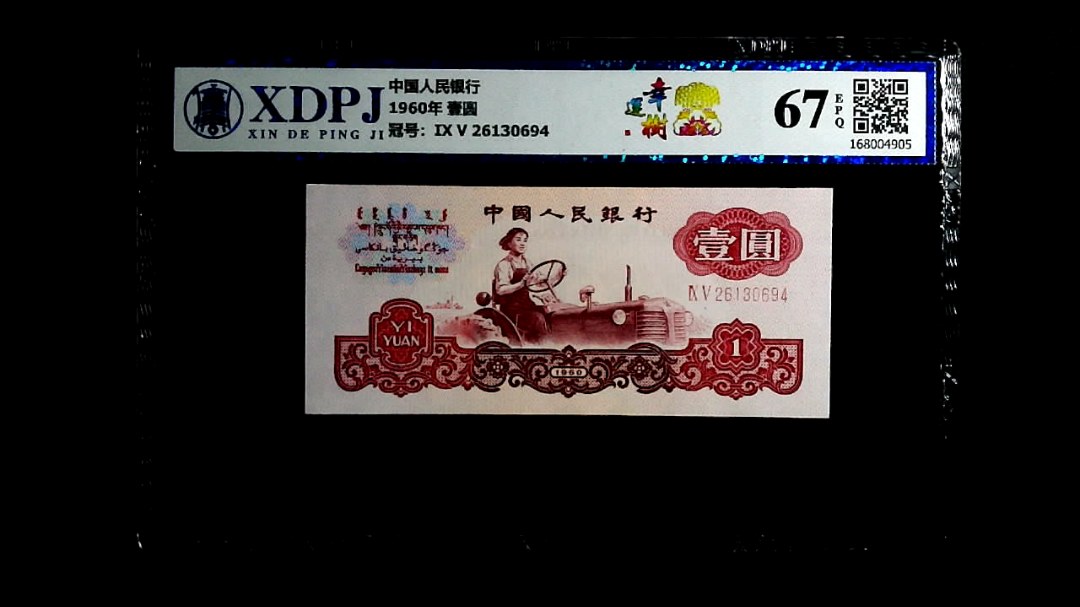 XDPJ
XIN DE PING JI
中国人民银行
1960年 壹圆
冠号：IX V 26130694
幸
運
樹
67
EPQ
168004905
中國人民銀行
壹圓
IX V 26130694
YI
YUAN
1
1960